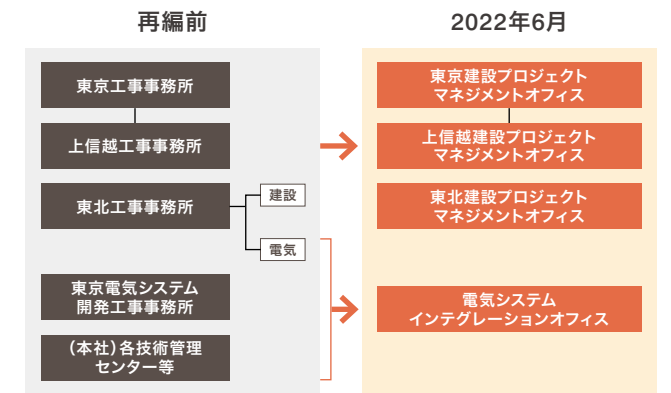 再編前
東京工事事務所
上信越工事事務所
東北工事事務所
建設
電気
東京電気システム
開発工事事務所
(本社)各技術管理
センター等
2022年6月
東京建設プロジェクト
マネジメントオフィス
上信越建設プロジェクト
マネジメントオフィス
東北建設プロジェクト
マネジメントオフィス
電気システム
インテグレーションオフィス